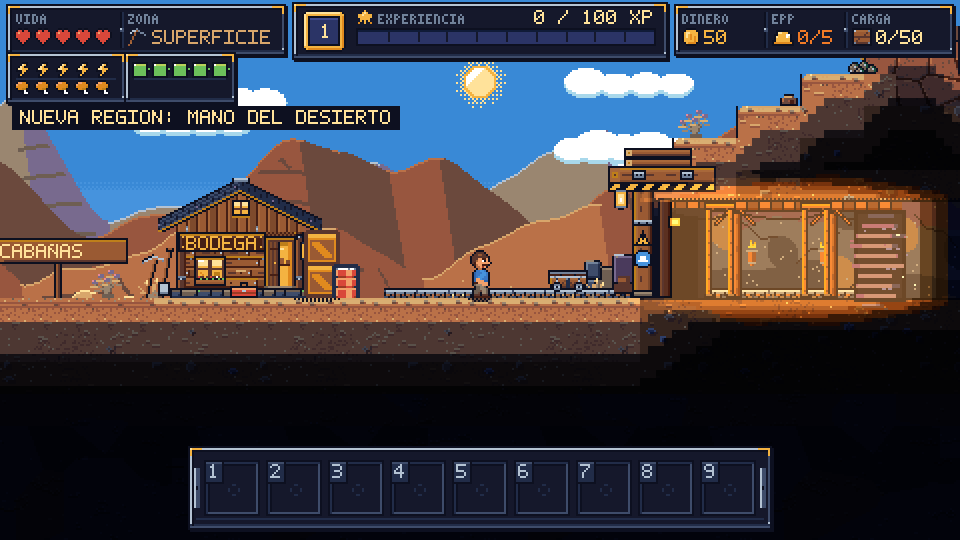 VIDA
ZONA
SUPERFICIE
1
EXPERIENCIA
0 / 100 XP
DINERO
50
EPP
0/5
CARGA
0/50
NUEVA REGION: MANO DEL DESIERTO
CABAÑAS
BODEGA
1 2 3 4 5 6 7 8 9